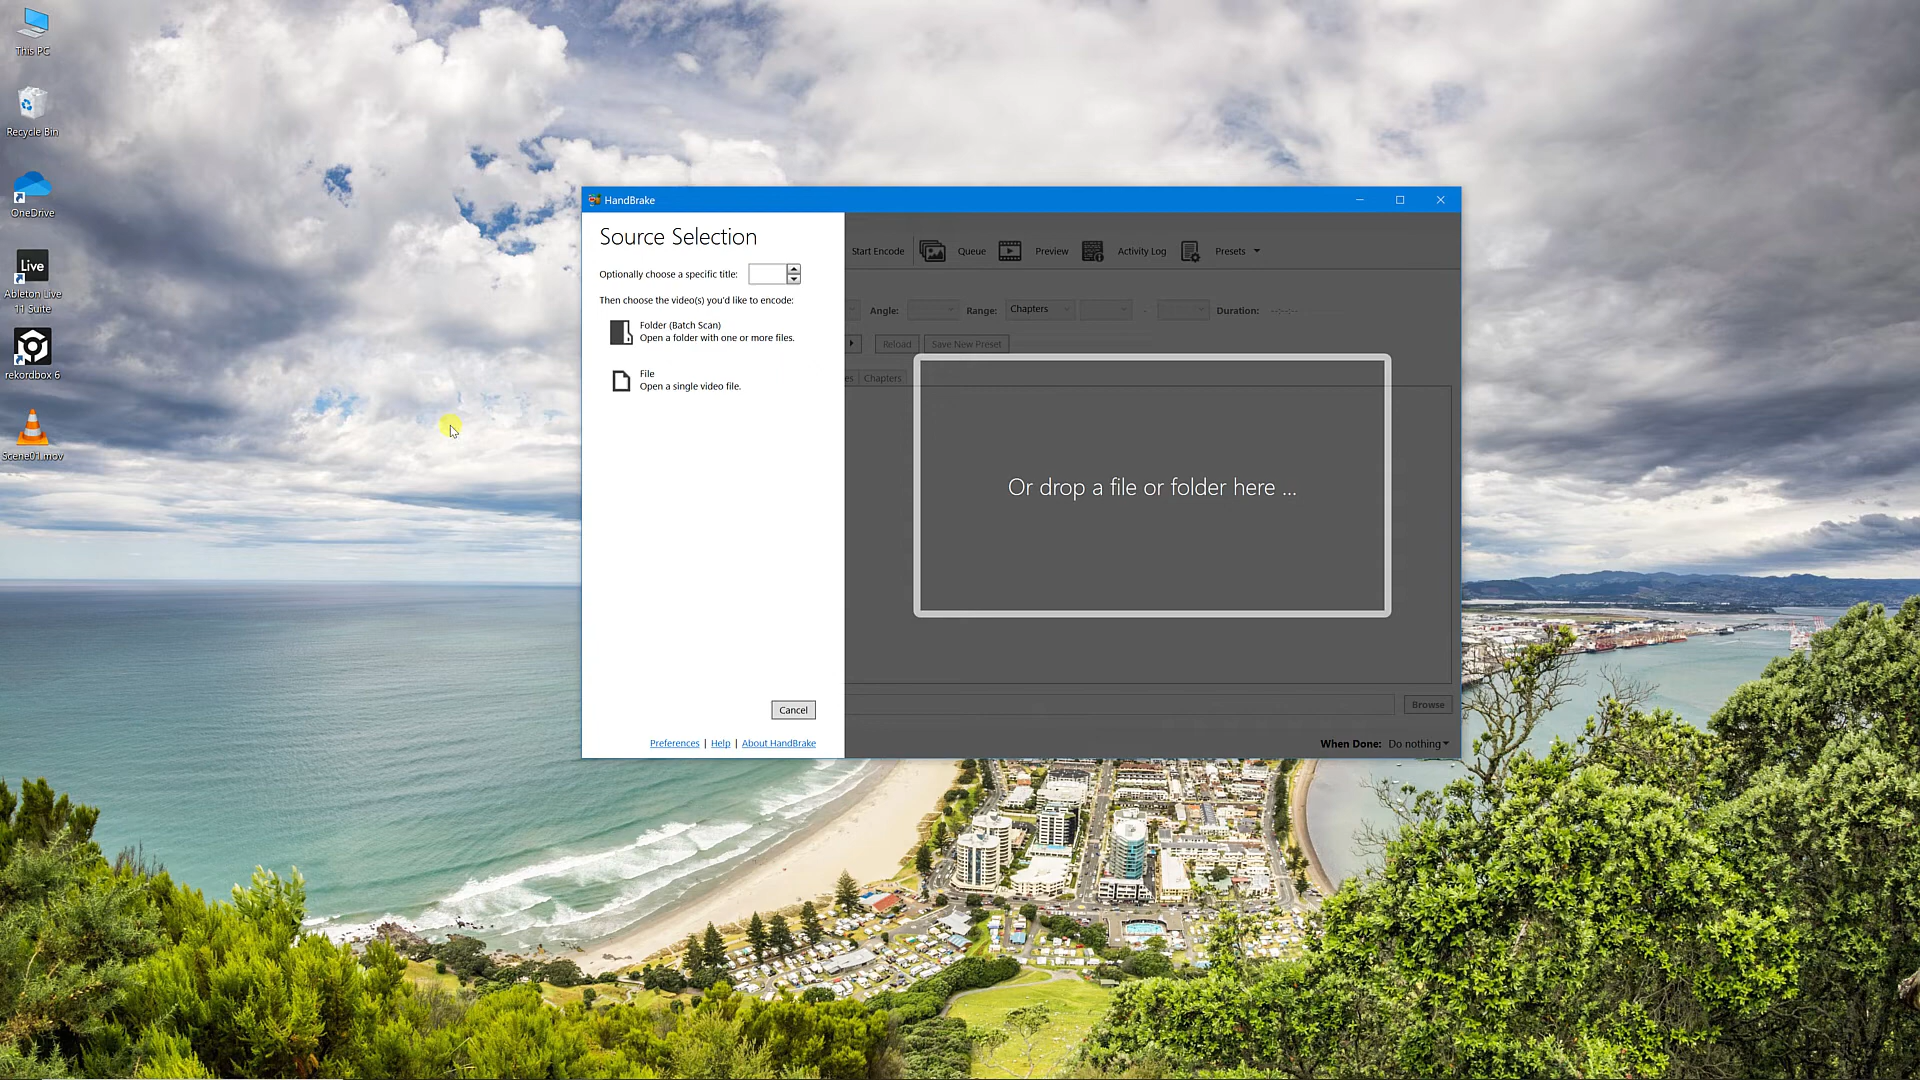 This PC
Recycle Bin
OneDrive
Live
Ableton Live
11 Suite
rekordbox 6
Scene01.mov
HandBrake
Source Selection
Optionally choose a specific title:
Then choose the video(s) you'd like to encode:
Folder (Batch Scan)
Open a folder with one or more files.
File
Open a single video file.
Cancel
Preferences | Help | About HandBrake
Start Encode Queue Preview Activity Log Presets
Angle: Range: Chapters - Duration: --:--:--
Reload Save New Preset
Chapters
Or drop a file or folder here ...
Browse
When Done: Do nothing